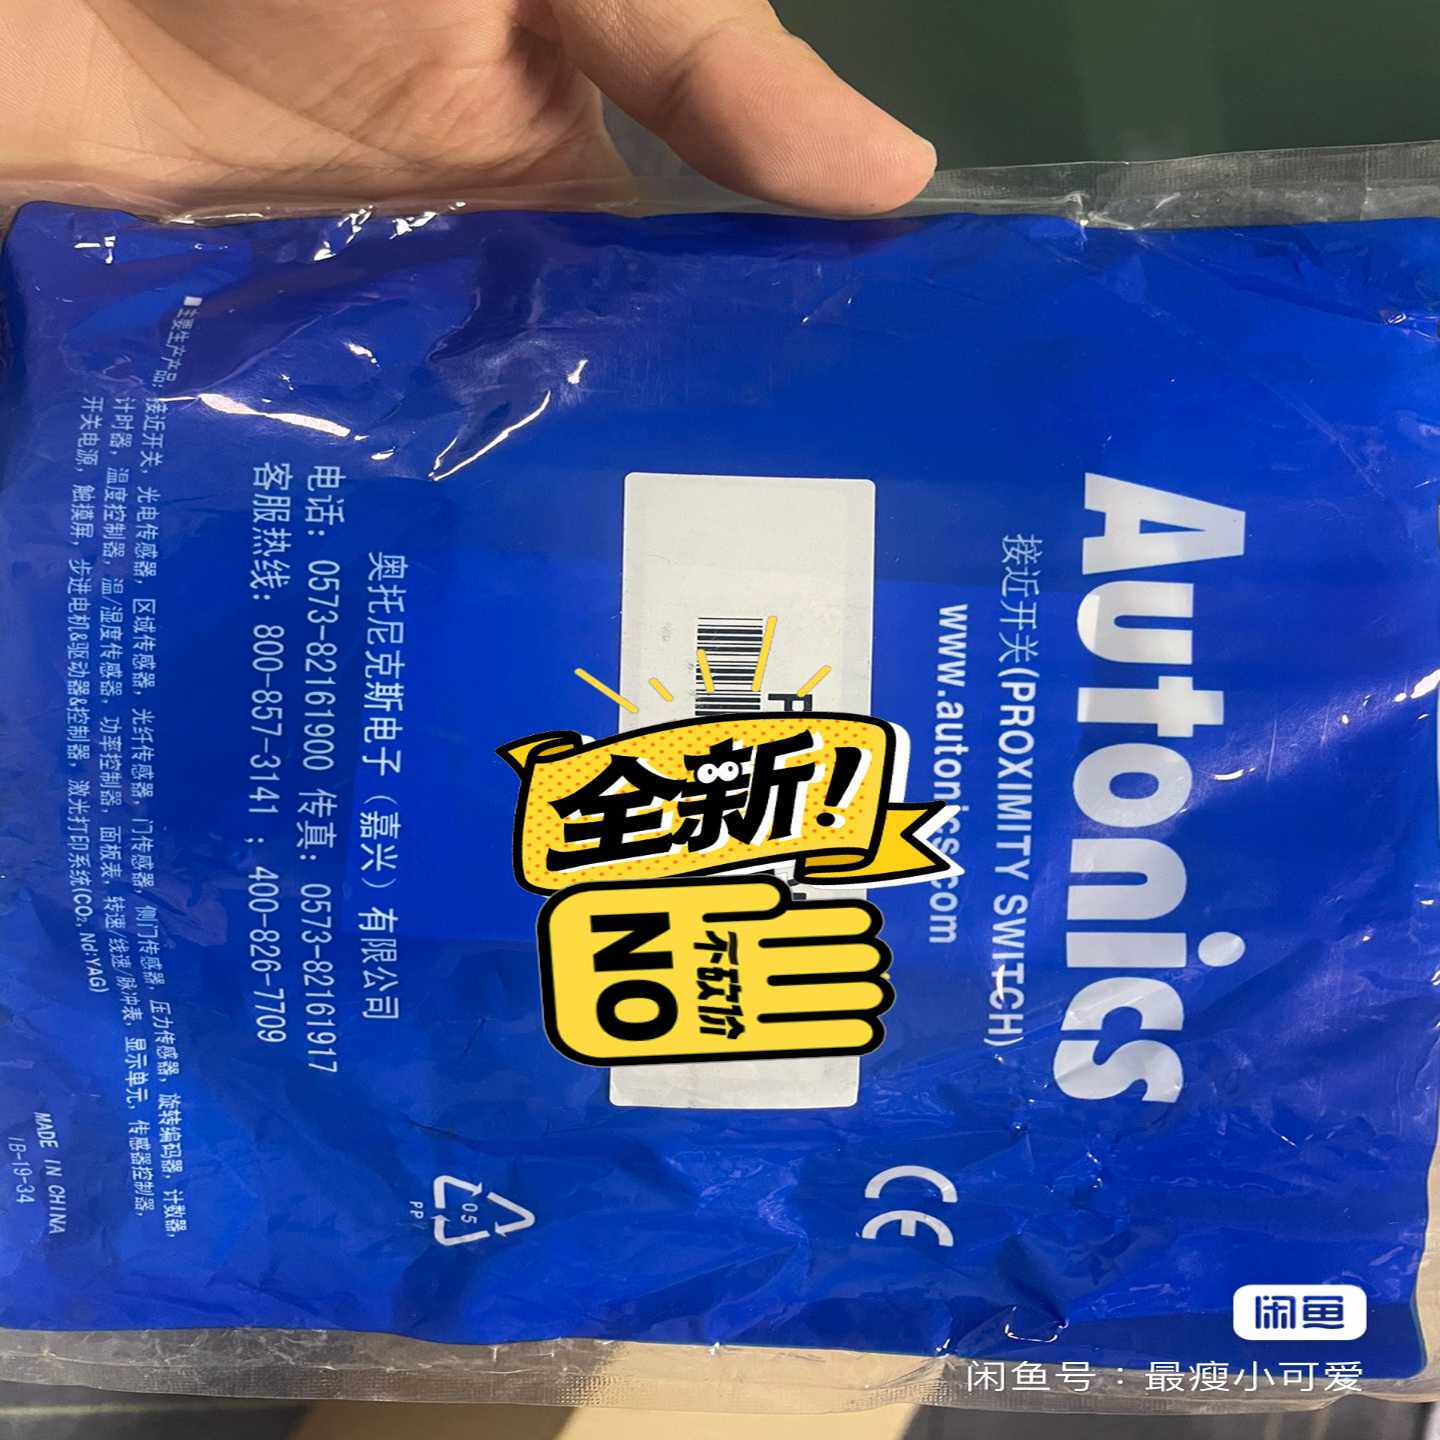 Autonics
接近开关(PROXIMITY SWITCH)
www.autonics.com
CE
P
全新!
NO
不砍价
奥托尼克斯电子（嘉兴）有限公司
电话: 0573-82161900 传真: 0573-82161917
客服热线: 800-857-3141 ; 400-826-7709
05
PP
■主要生产产品: 接近开关, 光电传感器, 区域传感器, 光纤传感器, 门传感器, 侧门传感器, 压力传感器, 旋转编码器, 计数器,
计时器, 温度控制器, 温/湿度传感器, 功率控制器, 面板表, 转速/线速/脉冲表, 显示单元, 传感器控制器,
开关电源, 触摸屏, 步进电机&驱动器&控制器, 激光打印系统(CO₂, Nd:YAG)
MADE IN CHINA
IB-19-34
闲鱼
闲鱼号：最瘦小可爱